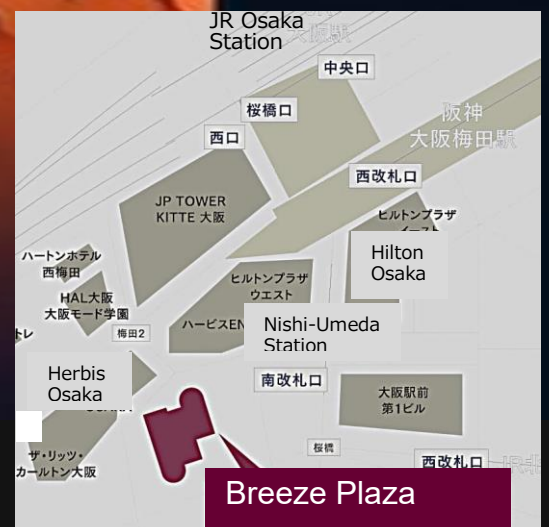 JR Osaka
Station
大阪駅
中央口
桜橋口
阪神
大阪梅田駅
西口
西改札口
JP TOWER
KITTE 大阪
ヒルトンプラザ
イースト
Hilton
Osaka
ハートンホテル
西梅田
ヒルトンプラザ
ウエスト
HAL大阪
大阪モード学園
ハービスEN
Nishi-Umeda
Station
トレ
梅田2
Herbis
Osaka
OSAKA
南改札口
大阪駅前
第1ビル
桜橋
ザ・リッツ・
カールトン大阪
西改札口
JR北
Breeze Plaza